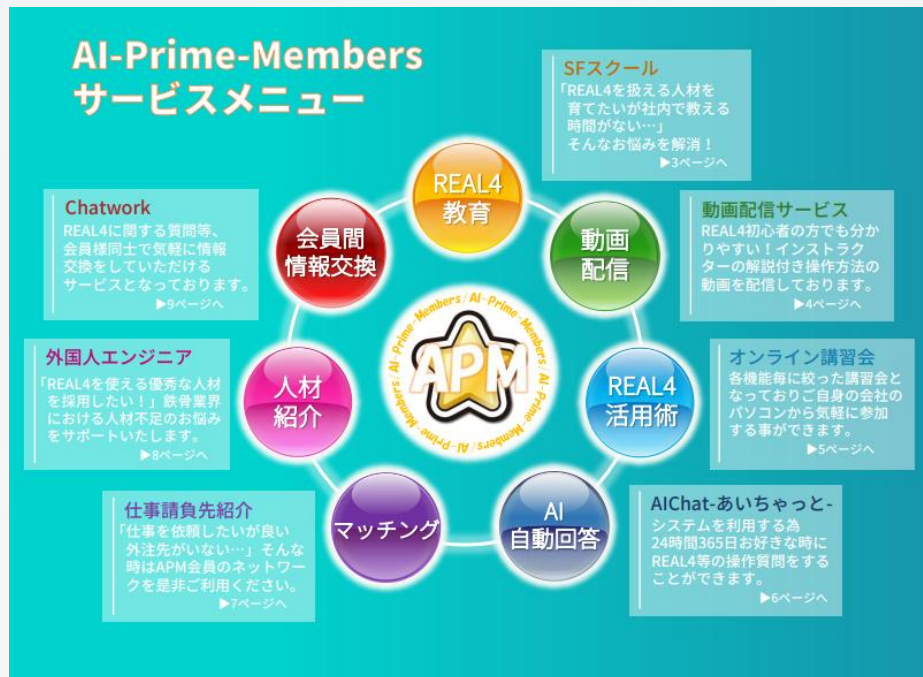 AI-Prime-Members
サービスメニュー
SFスクール
「REAL4を扱える人材を
育てたいが社内で教える
時間がない…」
そんなお悩みを解消！
▶3ページへ
REAL4
教育
動画
配信
動画配信サービス
REAL4初心者の方でも分か
りやすい！インストラク
ターの解説付き操作方法の
動画を配信しております。
▶4ページへ
REAL4
活用術
オンライン講習会
各機能毎に絞った講習会と
なっておりご自身の会社の
パソコンから気軽に参加
する事ができます。
▶5ページへ
AI
自動回答
AIChat-あいちゃっと-
システムを利用する為
24時間365日お好きな時に
REAL4等の操作質問をする
ことができます。
▶6ページへ
マッチング
仕事請負先紹介
「仕事を依頼したいが良い
外注先がいない…」そんな
時はAPM会員のネットワー
クを是非ご利用ください。
▶7ページへ
人材
紹介
外国人エンジニア
「REAL4を使える優秀な人材
を採用したい！」鉄骨業界
における人材不足のお悩み
をサポートいたします。
▶8ページへ
会員間
情報交換
Chatwork
REAL4に関する質問等、
会員様同士で気軽に情報
交換をしていただける
サービスとなっております。
▶9ページへ
AI-Prime-Members/AI-Prime-Members/AI-Prime-Members/AI-Prime-Members/
APM